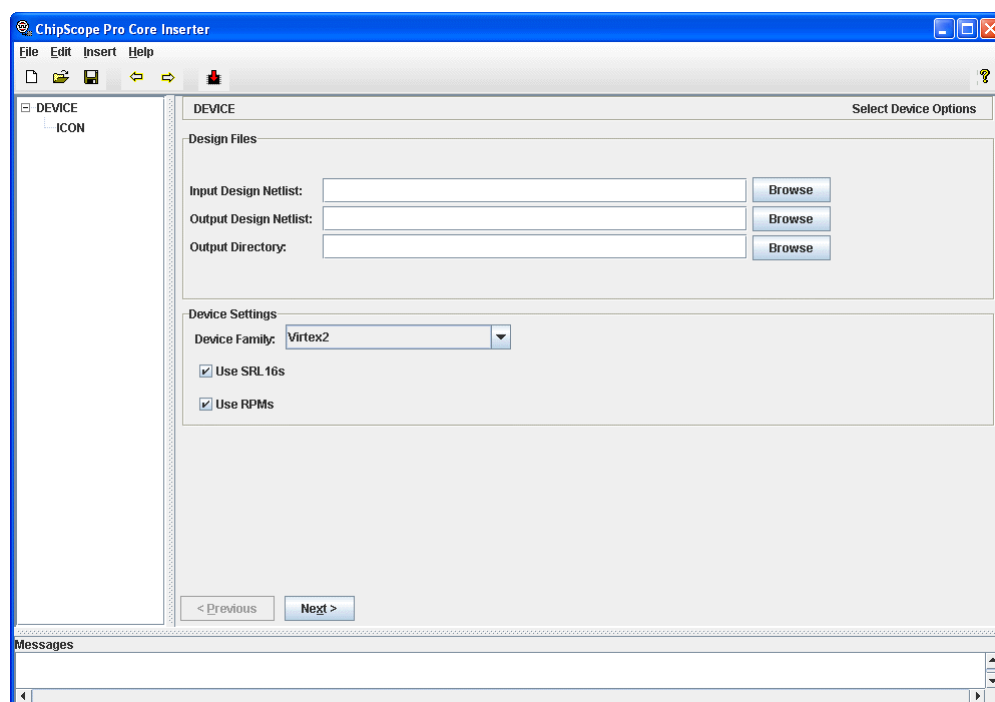 ChipScope Pro Core Inserter
File Edit Insert Help
?
DEVICE
ICON
DEVICE Select Device Options
Design Files
Input Design Netlist: Browse
Output Design Netlist: Browse
Output Directory: Browse
Device Settings
Device Family: Virtex2
Use SRL16s
Use RPMs
< Previous Next >
Messages